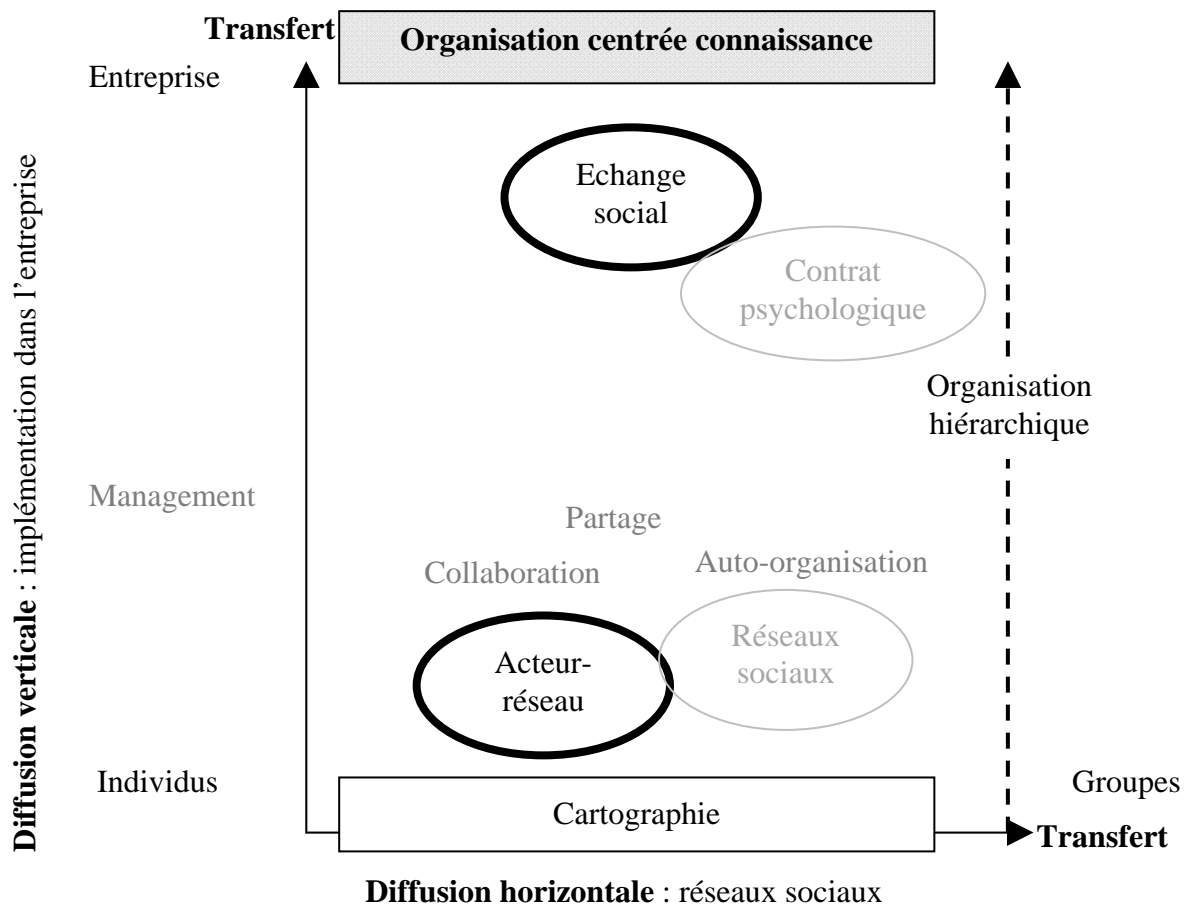 Transfert
Organisation centrée connaissance
Entreprise
Echange
social
Contrat
psychologique
Organisation
hiérarchique
Diffusion verticale : implémentation dans l’entreprise
Management
Partage
Collaboration
Auto-organisation
Acteur-
réseau
Réseaux
sociaux
Individus
Cartographie
Groupes
Transfert
Diffusion horizontale : réseaux sociaux